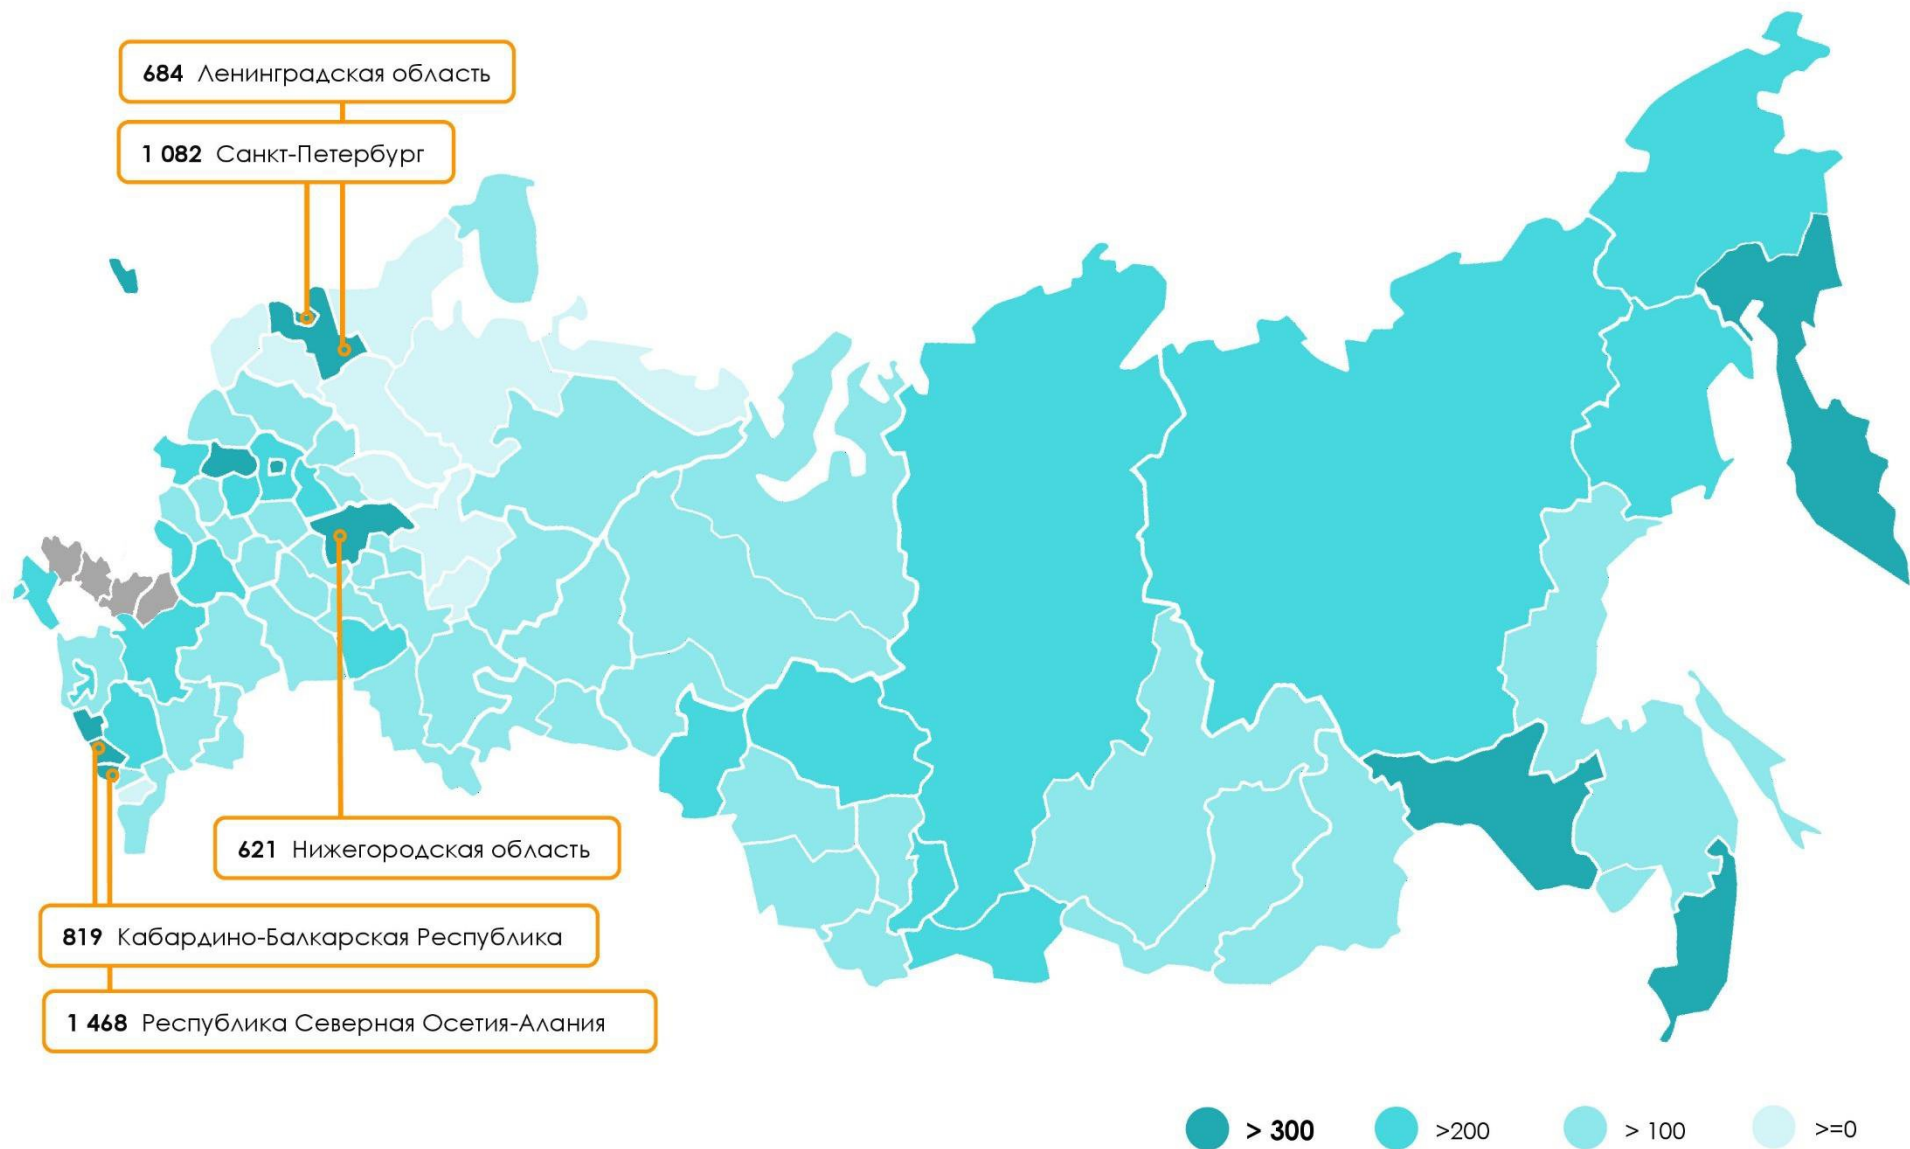 684 Ленинградская область
1 082 Санкт-Петербург
621 Нижегородская область
819 Кабардино-Балкарская Республика
1 468 Республика Северная Осетия-Алания
> 300 >200 > 100 >=0